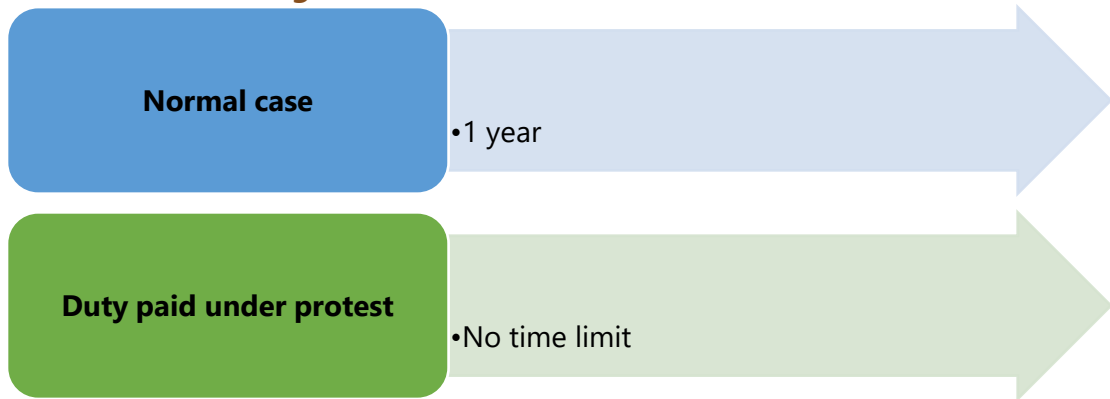 Normal case
•1 year
Duty paid under protest
•No time limit